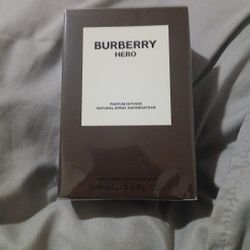 BURBERRY
HERO
PARFUM INTENSE
NATURAL SPRAY VAPORISATEUR